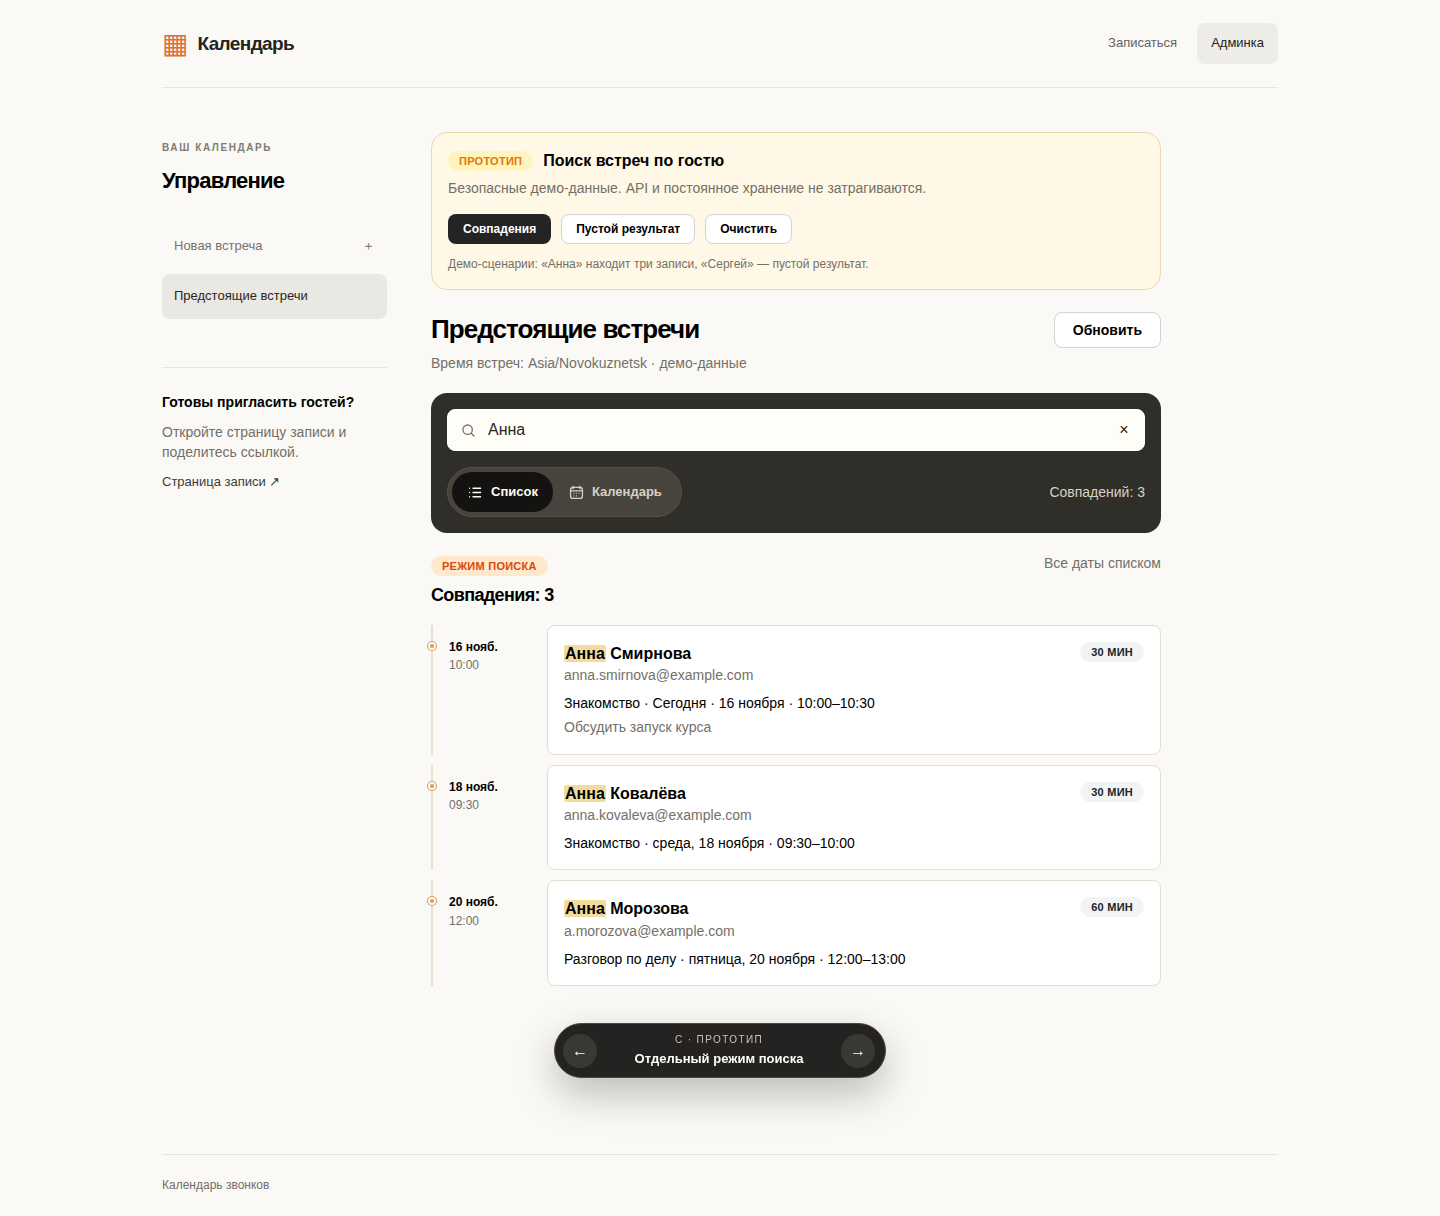 Календарь
Записаться
Админка
ВАШ КАЛЕНДАРЬ
Управление
Новая встреча +
Предстоящие встречи
Готовы пригласить гостей?
Откройте страницу записи и
поделитесь ссылкой.
Страница записи ↗
ПРОТОТИП Поиск встреч по гостю
Безопасные демо-данные. API и постоянное хранение не затрагиваются.
Совпадения Пустой результат Очистить
Демо-сценарии: «Анна» находит три записи, «Сергей» — пустой результат.
Предстоящие встречи
Обновить
Время встреч: Asia/Novokuznetsk · демо-данные
Анна ×
Список Календарь Совпадений: 3
РЕЖИМ ПОИСКА Все даты списком
Совпадения: 3
16 нояб.
10:00
Анна Смирнова 30 МИН
anna.smirnova@example.com
Знакомство · Сегодня · 16 ноября · 10:00–10:30
Обсудить запуск курса
18 нояб.
09:30
Анна Ковалёва 30 МИН
anna.kovaleva@example.com
Знакомство · среда, 18 ноября · 09:30–10:00
20 нояб.
12:00
Анна Морозова 60 МИН
a.morozova@example.com
Разговор по делу · пятница, 20 ноября · 12:00–13:00
← C · ПРОТОТИП →
Отдельный режим поиска
Календарь звонков